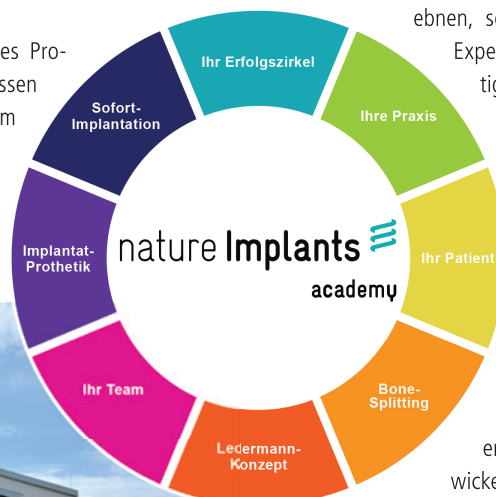 ebnen, s
es Pro-
Expe
ssen
tig
m
Ihr Erfolgszirkel
Sofort-
Implantation
Ihre Praxis
Implantat-
Prothetik
nature Implants
academy
Ihr Patient
Ihr Team
Bone-
Splitting
Ledermann-
Konzept
er
wicke